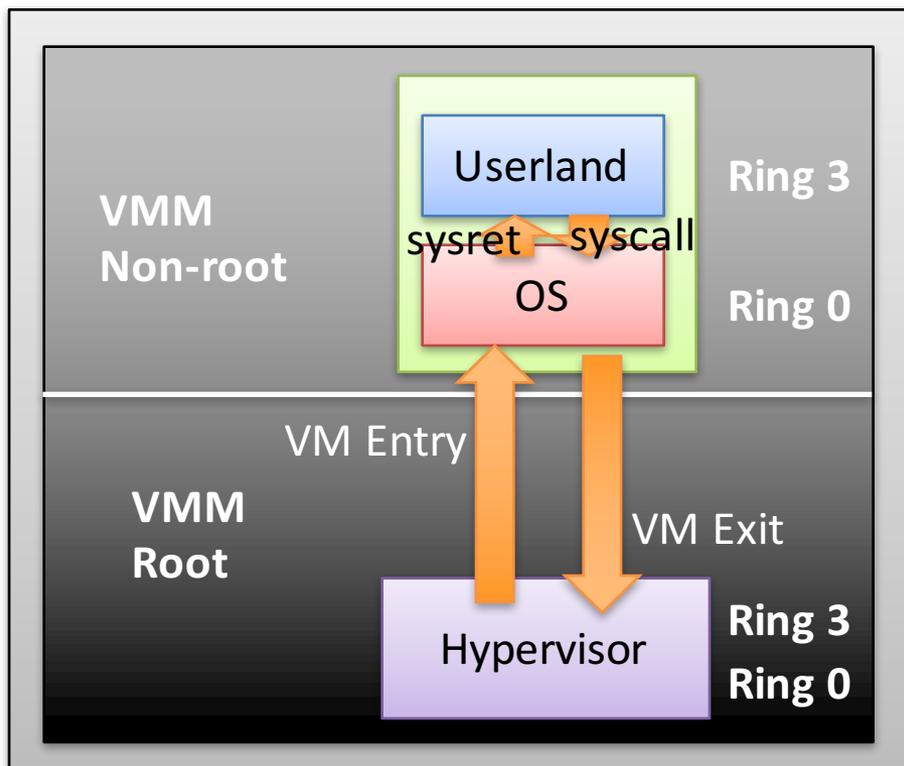 Userland
Ring 3
VMM
Non-root
sysret
syscall
OS
Ring 0
VM Entry
VMM
Root
VM Exit
Hypervisor
Ring 3
Ring 0